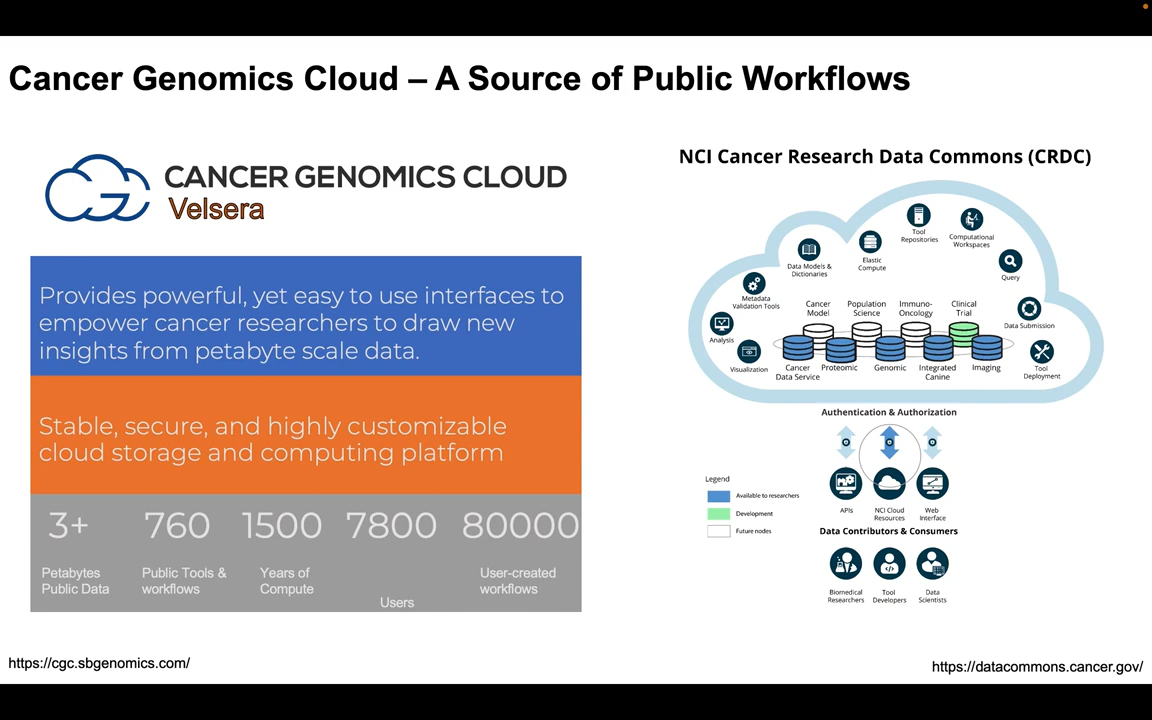 Cancer Genomics Cloud – A Source of Public Workflows
CANCER GENOMICS CLOUD
Velsera
Provides powerful, yet easy to use interfaces to
empower cancer researchers to draw new
insights from petabyte scale data.
Stable, secure, and highly customizable
cloud storage and computing platform
3+
Petabytes
Public Data
760
Public Tools &
workflows
1500
Years of
Compute
7800
Users
80000
User-created
workflows
https://cgc.sbgenomics.com/
NCI Cancer Research Data Commons (CRDC)
Tool
Repositories
Computational
Workspaces
Elastic
Compute
Data Models &
Dictionaries
Query
Metadata
Validation Tools
Data Submission
Analysis
Visualization
Tool
Deployment
Cancer
Model
Population
Science
Immuno-
Oncology
Clinical
Trial
Cancer
Data Service
Proteomic
Genomic
Integrated
Canine
Imaging
Authentication & Authorization
Legend
Available to researchers
Development
Future nodes
APIs
NCI Cloud
Resources
Web
Interface
Data Contributors & Consumers
Biomedical
Researchers
Tool
Developers
Data
Scientists
https://datacommons.cancer.gov/